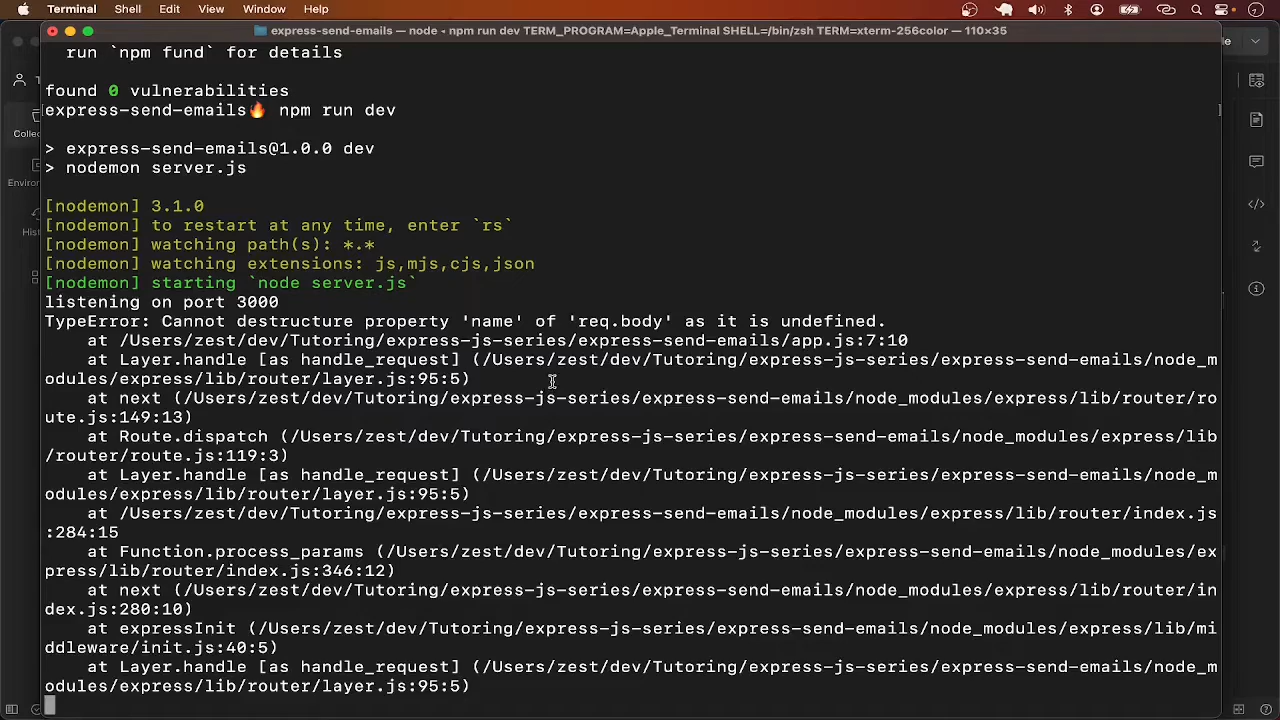 Terminal Shell Edit View Window Help
express-send-emails — node ◂ npm run dev TERM_PROGRAM=Apple_Terminal SHELL=/bin/zsh TERM=xterm-256color — 110×35
run `npm fund` for details
found 0 vulnerabilities
express-send-emails🔥 npm run dev
> express-send-emails@1.0.0 dev
> nodemon server.js
[nodemon] 3.1.0
[nodemon] to restart at any time, enter `rs`
[nodemon] watching path(s): *.*
[nodemon] watching extensions: js,mjs,cjs,json
[nodemon] starting `node server.js`
listening on port 3000
TypeError: Cannot destructure property 'name' of 'req.body' as it is undefined.
at /Users/zest/dev/Tutoring/express-js-series/express-send-emails/app.js:7:10
at Layer.handle [as handle_request] (/Users/zest/dev/Tutoring/express-js-series/express-send-emails/node_m
odules/express/lib/router/layer.js:95:5)
at next (/Users/zest/dev/Tutoring/express-js-series/express-send-emails/node_modules/express/lib/router/ro
ute.js:149:13)
at Route.dispatch (/Users/zest/dev/Tutoring/express-js-series/express-send-emails/node_modules/express/lib
/router/route.js:119:3)
at Layer.handle [as handle_request] (/Users/zest/dev/Tutoring/express-js-series/express-send-emails/node_m
odules/express/lib/router/layer.js:95:5)
at /Users/zest/dev/Tutoring/express-js-series/express-send-emails/node_modules/express/lib/router/index.js
:284:15
at Function.process_params (/Users/zest/dev/Tutoring/express-js-series/express-send-emails/node_modules/ex
press/lib/router/index.js:346:12)
at next (/Users/zest/dev/Tutoring/express-js-series/express-send-emails/node_modules/express/lib/router/in
dex.js:280:10)
at expressInit (/Users/zest/dev/Tutoring/express-js-series/express-send-emails/node_modules/express/lib/mi
ddleware/init.js:40:5)
at Layer.handle [as handle_request] (/Users/zest/dev/Tutoring/express-js-series/express-send-emails/node_m
odules/express/lib/router/layer.js:95:5)